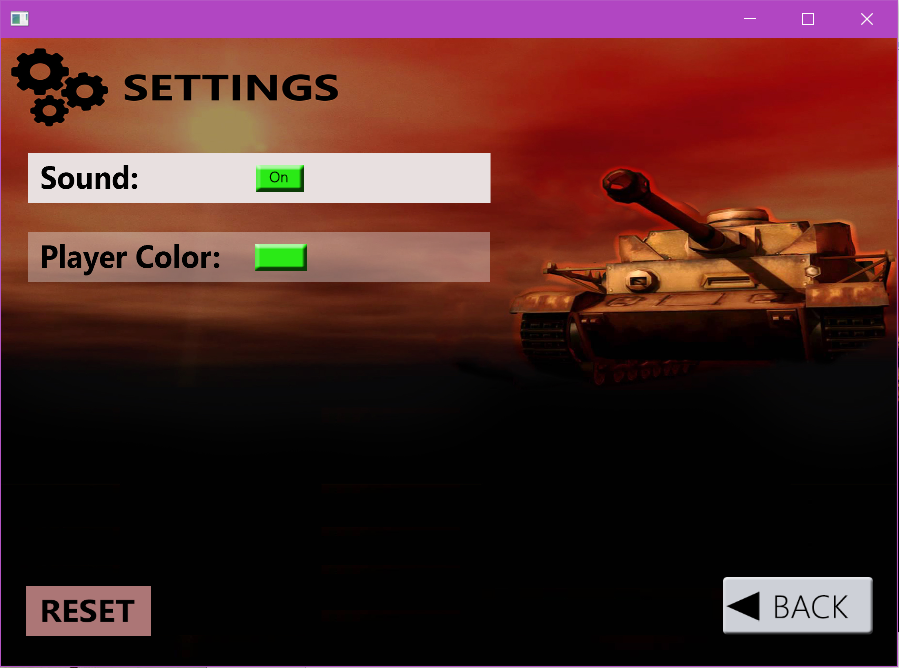 SETTINGS
Sound: On
Player Color:
RESET
BACK